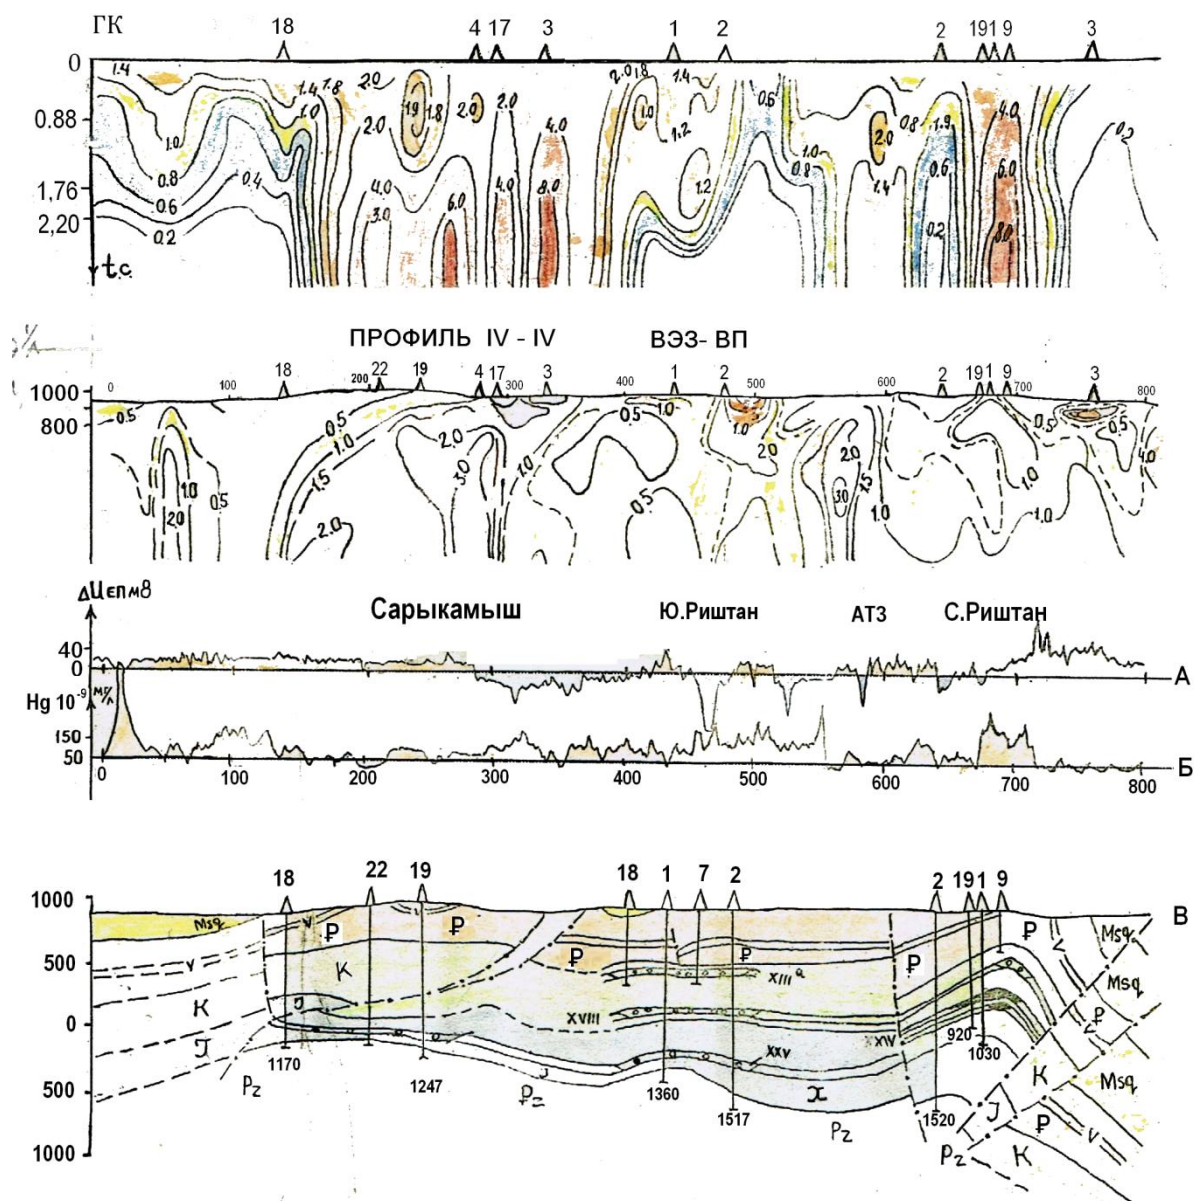 ГК 18 4 17 3 1 2 2 19 1 9 3
0
1.4 1.4 1.8 2.0 2.0 1.8 1.4 0.6 4.0
0.88 1.0 1.0 2.0 1.9 1.8 2.0 2.0 4.0 1.0 1.2 1.0 2.0 0.8 1.9 0.2
1,76 0.8 0.6 0.4 4.0 6.0 4.0 8.0 1.2 0.8 1.4 0.6 6.0
2,20 0.2 3.0 0.2 8.0
t.c.
ПРОФИЛЬ IV - IV ВЭЗ- ВП
1000 0 100 18 200 22 19 4 17 300 3 400 1 2 500 600 2 19 1 9 700 3 800
800 0.5 0.5 1.0 0.5 1.0 1.0 0.5 0.5
2.0 2.0 2.0 4.0
1.0 0.5 1.5 3.0 1.0 3.0 1.5 1.0
2.0 2.0 0.5 1.0 1.0
ΔUЕПмв
Сарыкамыш Ю.Риштан АТЗ С.Риштан
40
0 А
Hg 10⁻⁹
150
50 Б
0 100 200 300 400 500 600 700 800
18 22 19 18 1 7 2 2 19 1 9
1000 В
Msq V P P P P P Msq
500 V K XIIIᵃ Msq
K J P
0 XVIII XIV 920
J 1170 XXV 1030 K Msq
Pz 1247 J 1360 J J P V
500 Pz 1517 1520
Pz Pz K
1000